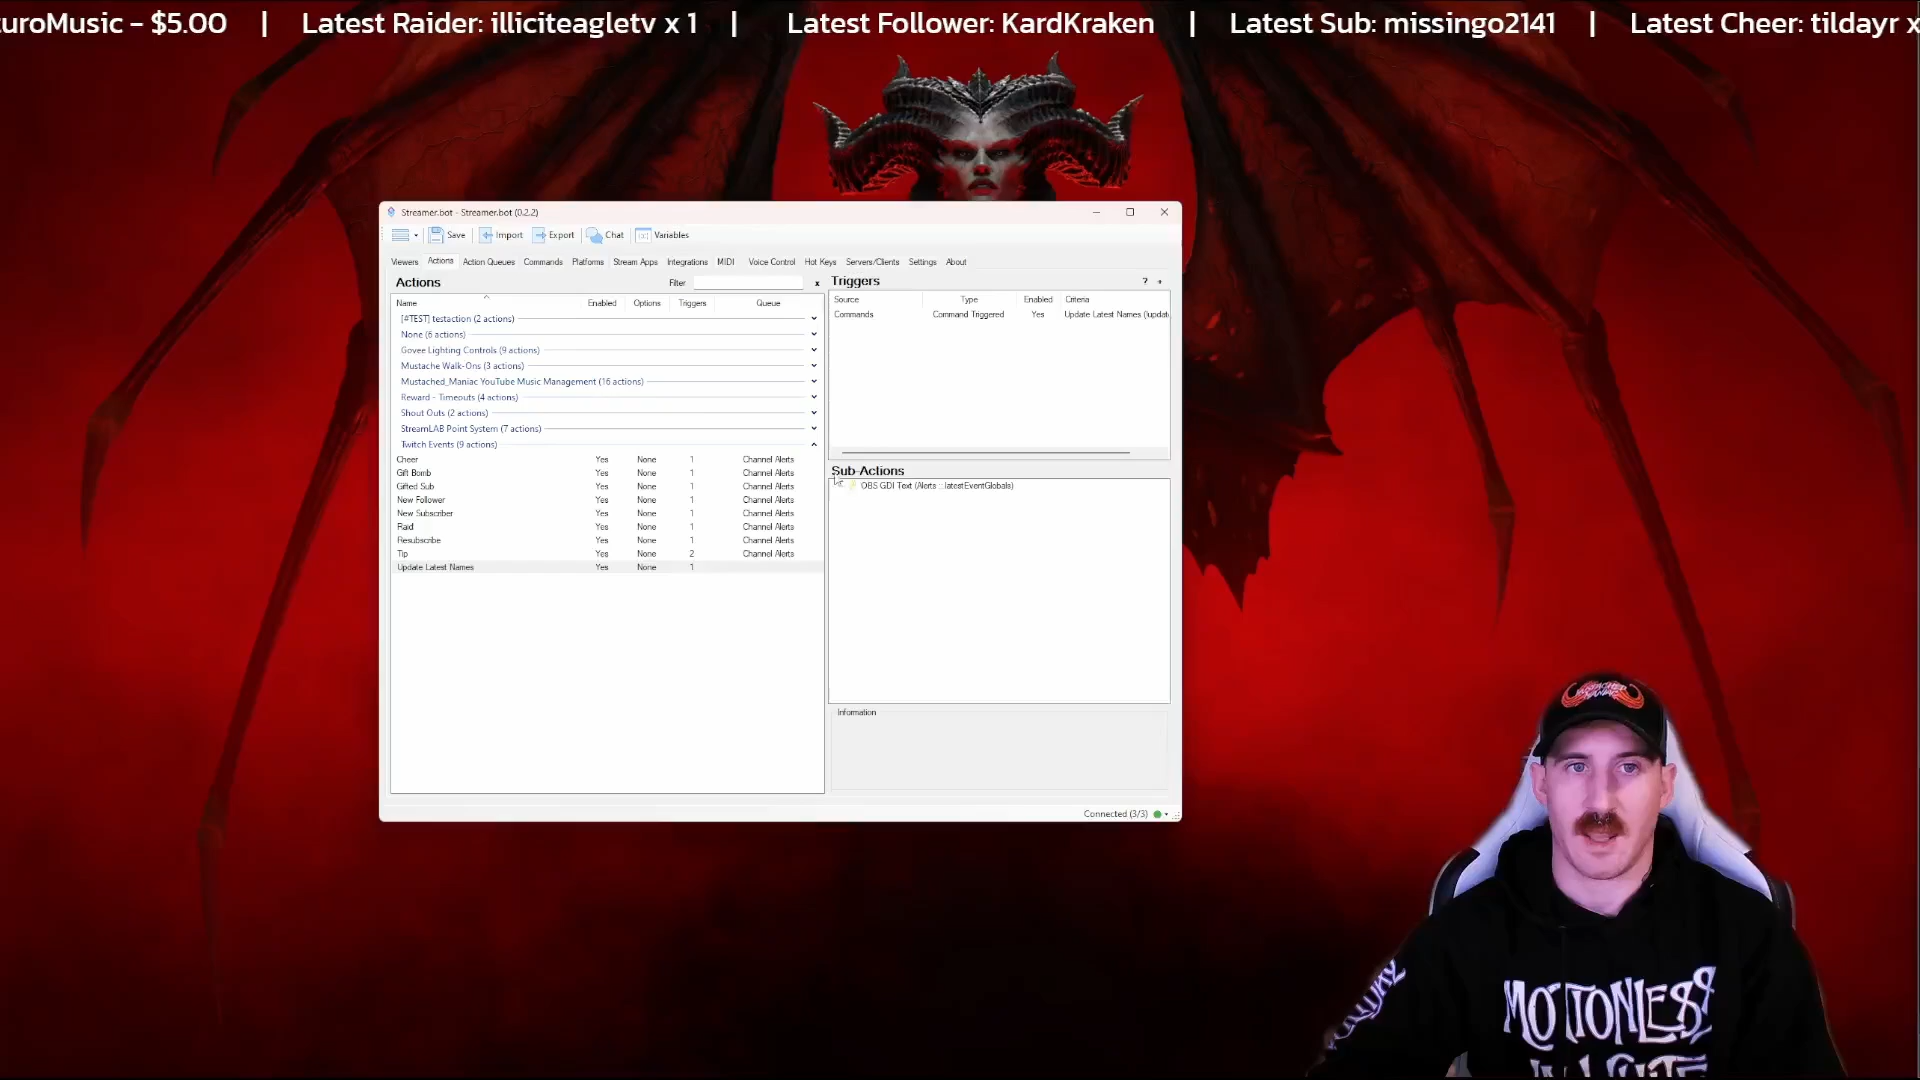 uroMusic - $5.00 | Latest Raider: illiciteagletv x 1 | Latest Follower: KardKraken | Latest Sub: missingo2141 | Latest Cheer: tildayr x
Streamer.bot - Streamer.bot (0.2.2)
Save Import Export Chat Variables
Viewers Actions Action Queues Commands Platforms Stream Apps Integrations MIDI Voice Control Hot Keys Servers/Clients Settings About
Actions Filter x
Name Enabled Options Triggers Queue
[#TEST] testaction (2 actions)
None (6 actions)
Govee Lighting Controls (9 actions)
Mustache Walk-Ons (3 actions)
Mustached_Maniac YouTube Music Management (16 actions)
Reward - Timeouts (4 actions)
Shout Outs (2 actions)
StreamLAB Point System (7 actions)
Twitch Events (9 actions)
Cheer Yes None 1 Channel Alerts
Gift Bomb Yes None 1 Channel Alerts
Gifted Sub Yes None 1 Channel Alerts
New Follower Yes None 1 Channel Alerts
New Subscriber Yes None 1 Channel Alerts
Raid Yes None 1 Channel Alerts
Resubscribe Yes None 1 Channel Alerts
Tip Yes None 2 Channel Alerts
Update Latest Names Yes None 1
Triggers ? +
Source Type Enabled Criteria
Commands Command Triggered Yes Update Latest Names (!updat
Sub-Actions
OBS GDI Text (Alerts :: latestEventGlobals)
Information
Connected (3/3)
MOTIONLESS